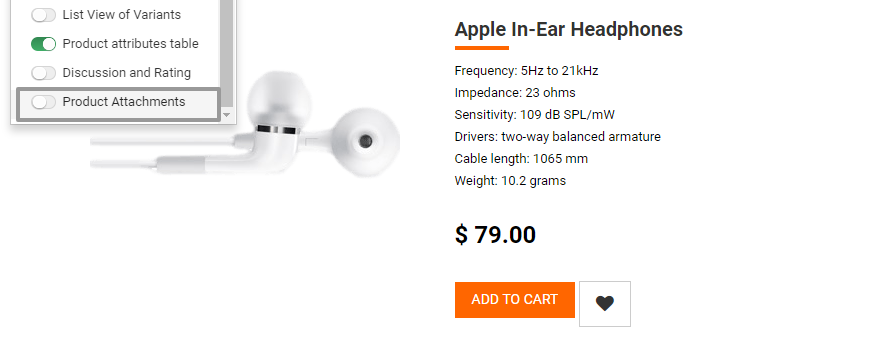 List View of Variants
Product attributes table
Discussion and Rating
Product Attachments
Apple In-Ear Headphones
Frequency: 5Hz to 21kHz
Impedance: 23 ohms
Sensitivity: 109 dB SPL/mW
Drivers: two-way balanced armature
Cable length: 1065 mm
Weight: 10.2 grams
$ 79.00
ADD TO CART